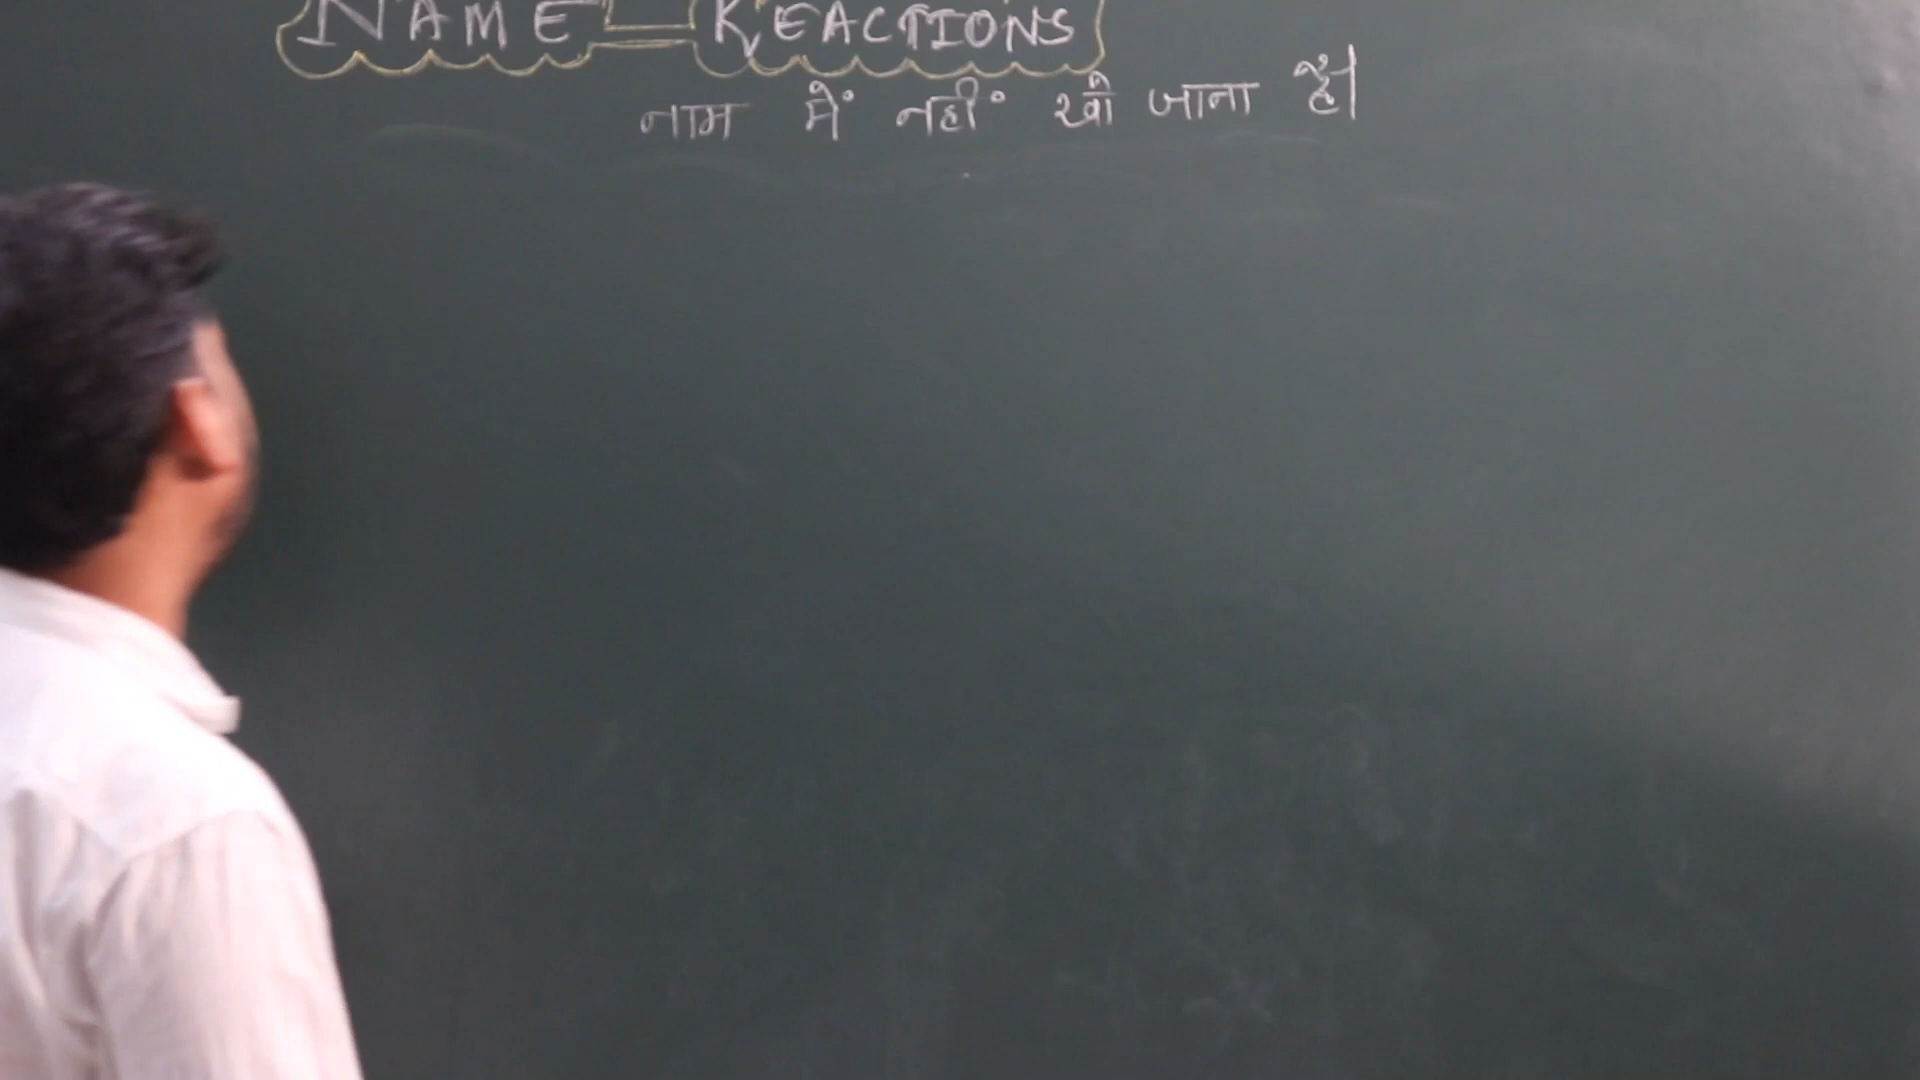 NAME REACTIONS
नाम में नहीं खो जाना है।